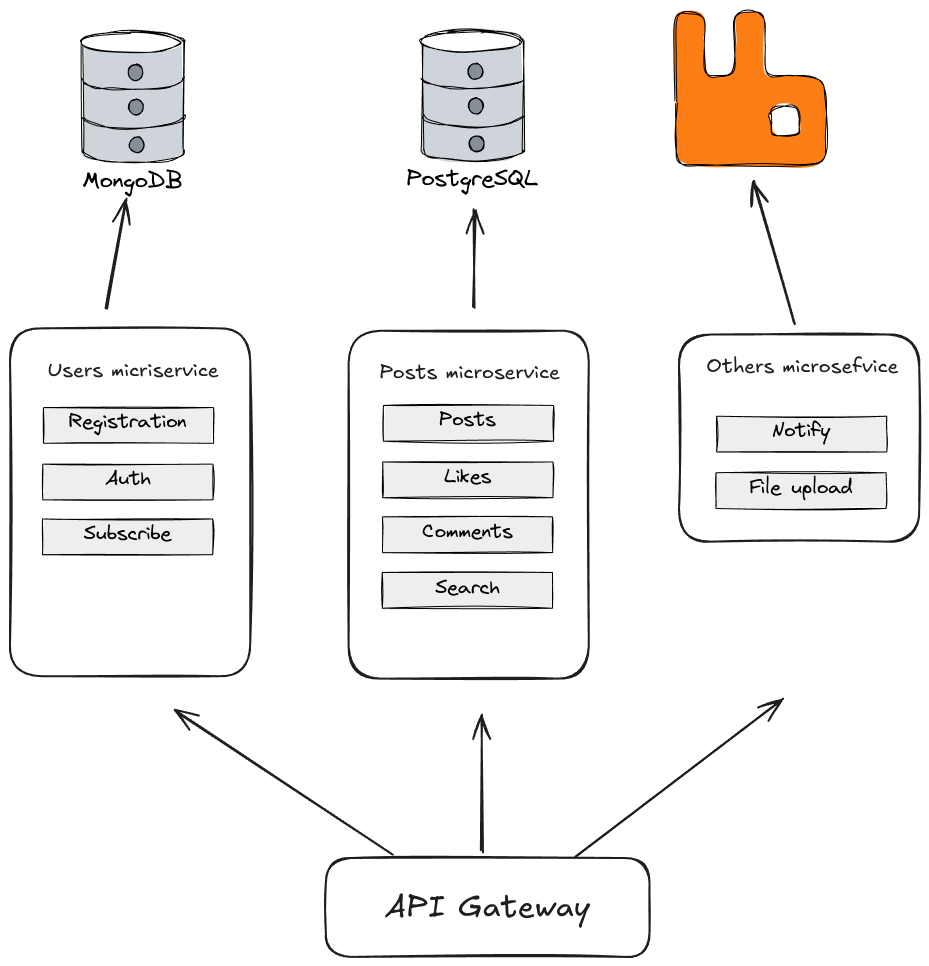 MongoDB
PostgreSQL
Users micriservice
Registration
Auth
Subscribe
Posts microservice
Posts
Likes
Comments
Search
Others microsefvice
Notify
File upload
API Gateway